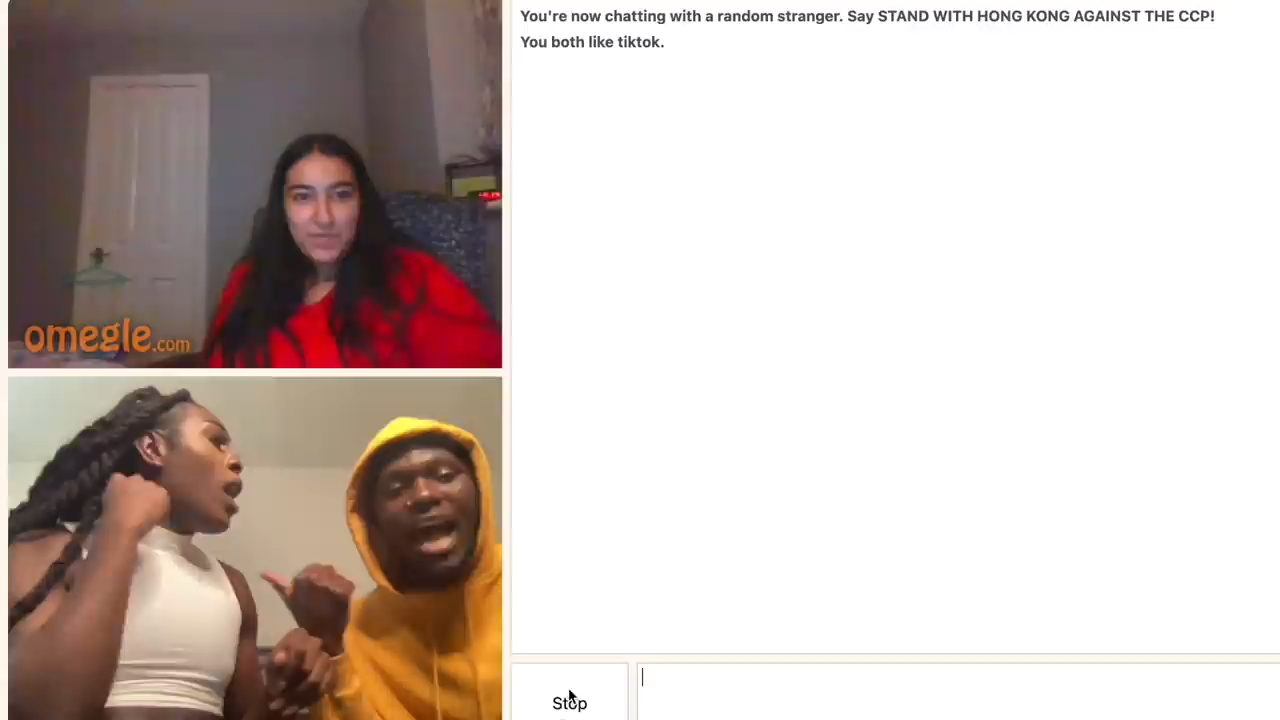 You're now chatting with a random stranger. Say STAND WITH HONG KONG AGAINST THE CCP!
You both like tiktok.
omegle.com
Stop